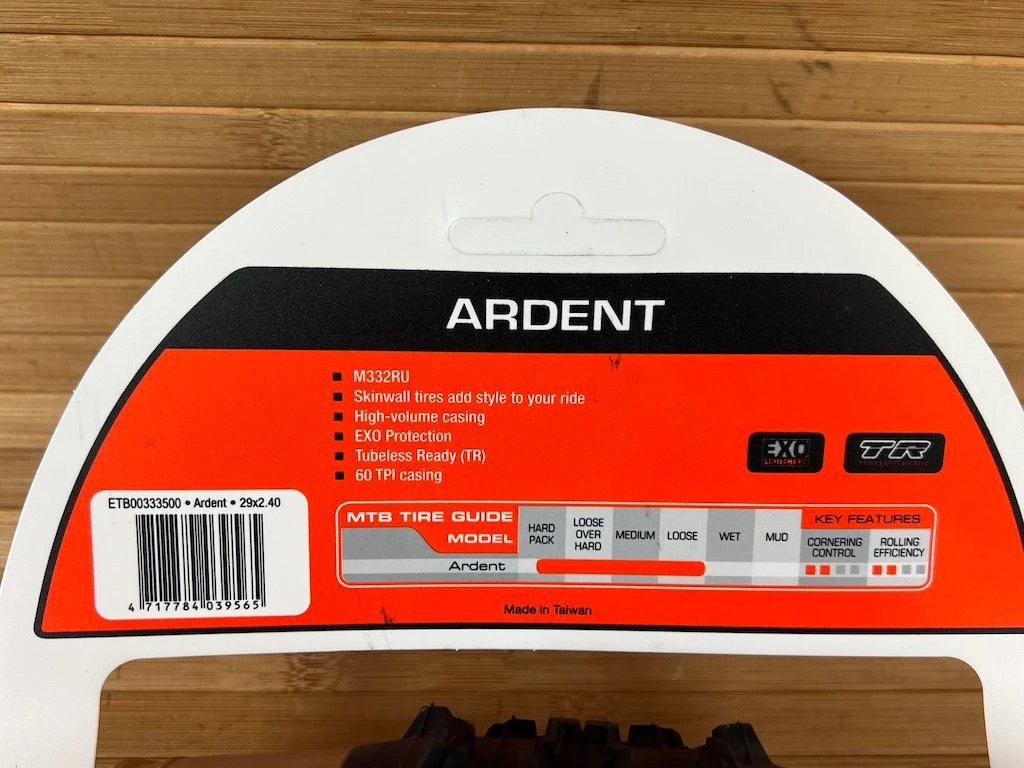 ARDENT
M332RU
Skinwall tires add style to your ride
High-volume casing
EXO Protection
Tubeless Ready (TR)
60 TPI casing
EXO
TR
TUBELESS READY
ETB00333500 • Ardent • 29x2.40
4 717784 039565
MTB TIRE GUIDE
MODEL
HARD PACK
LOOSE OVER HARD
MEDIUM
LOOSE
WET
MUD
KEY FEATURES
CORNERING CONTROL
ROLLING EFFICIENCY
Ardent
Made in Taiwan